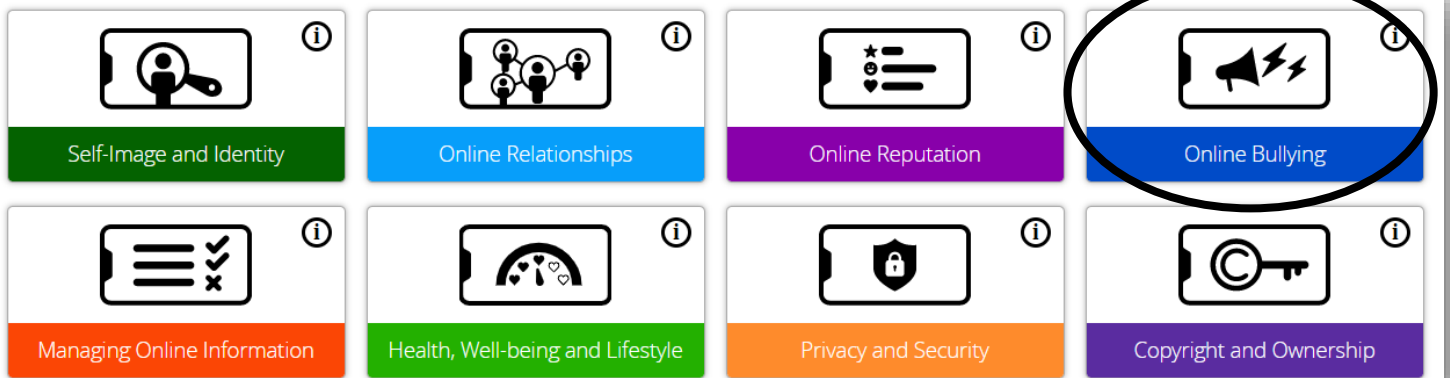 Self-Image and Identity
Online Relationships
Online Reputation
Online Bullying
Managing Online Information
Health, Well-being and Lifestyle
Privacy and Security
Copyright and Ownership